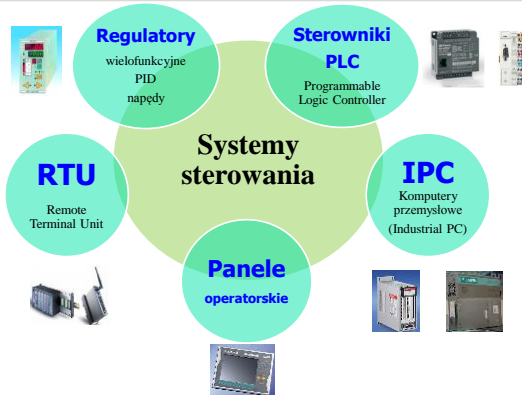 Regulatory
wielofunkcyjne
PID
napędy
Sterowniki
PLC
Programmable
Logic Controller
Systemy
sterowania
RTU
Remote
Terminal Unit
IPC
Komputery
przemysłowe
(Industrial PC)
Panele
operatorskie